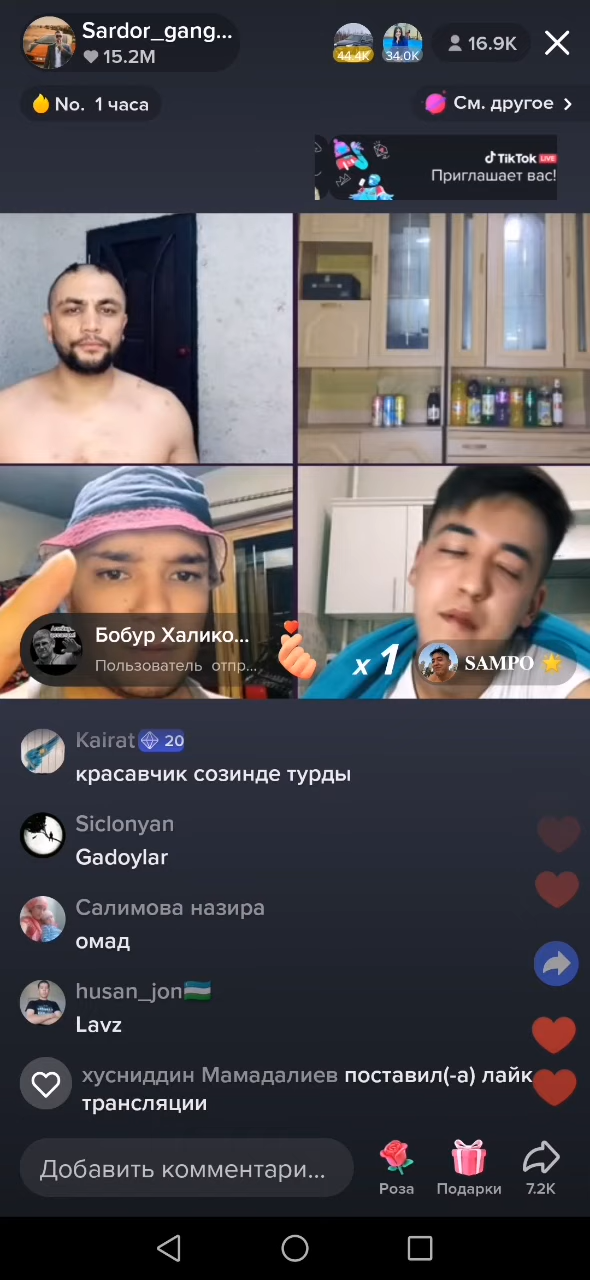 Sardor_gang...
15.2M
44.4K
34.0K
16.9K
No. 1 часа
См. другое
TikTok LIVE
Приглашает вас!
Бобур Халико...
Пользователь отпр...
x 1
SAMPO
Kairat 20
красавчик созинде турды
Siclonyan
Gadoylar
Салимова назира
омад
husan_jon
Lavz
хусниддин Мамадалиев поставил(-а) лайк
трансляции
Добавить комментари...
Роза
Подарки
7.2K